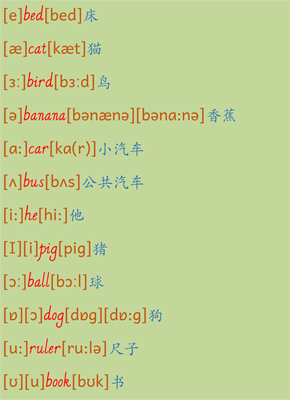 [e]bed[bed]床
[æ]cat[kæt]猫
[ɜː]bird[bɜːd]鸟
[ə]banana[bənænə][bənɑːnə]香蕉
[ɑː]car[kɑ(r)]小汽车
[ʌ]bus[bʌs]公共汽车
[iː]he[hiː]他
[I][i]pig[pig]猪
[ɔː]ball[bɔːl]球
[ɒ][ɔ]dog[dɒg][dɒːg]狗
[uː]ruler[ruːlə]尺子
[ʊ][u]book[bʊk]书